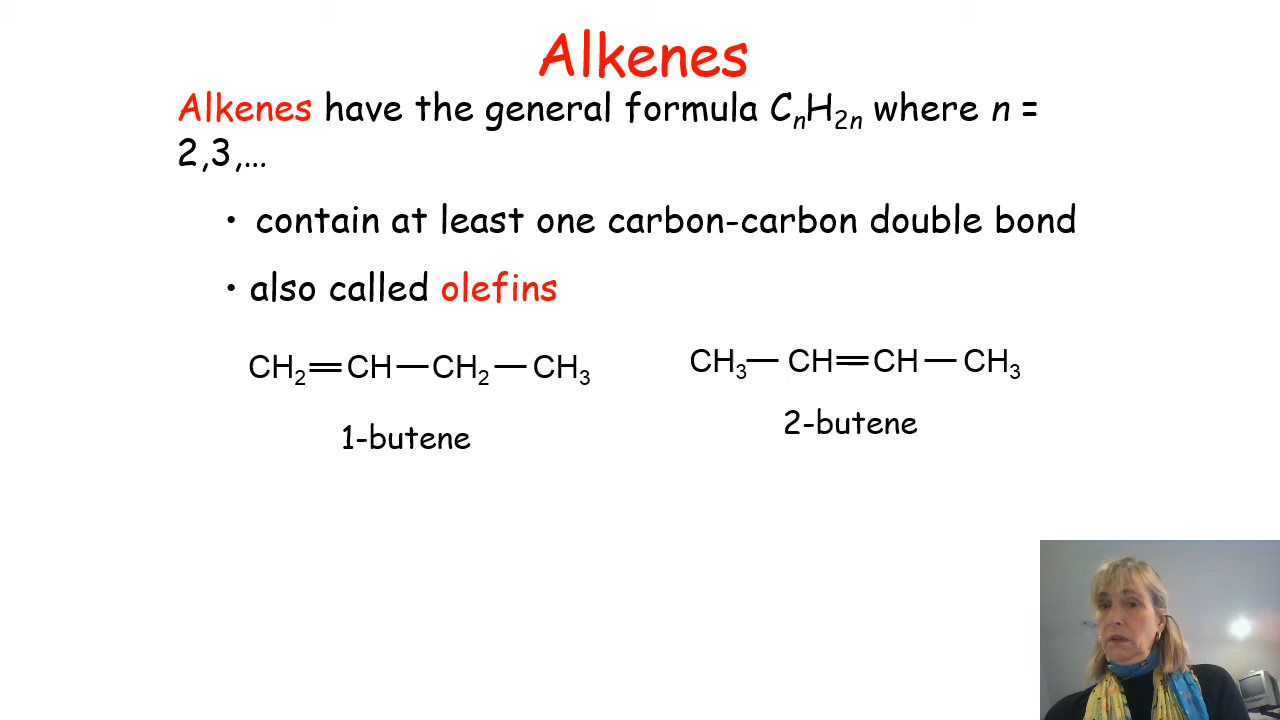 Alkenes
Alkenes have the general formula CₙH₂ₙ where n =
2,3,...
• contain at least one carbon-carbon double bond
• also called olefins
CH₂═CH—CH₂—CH₃
CH₃—CH═CH—CH₃
1-butene
2-butene